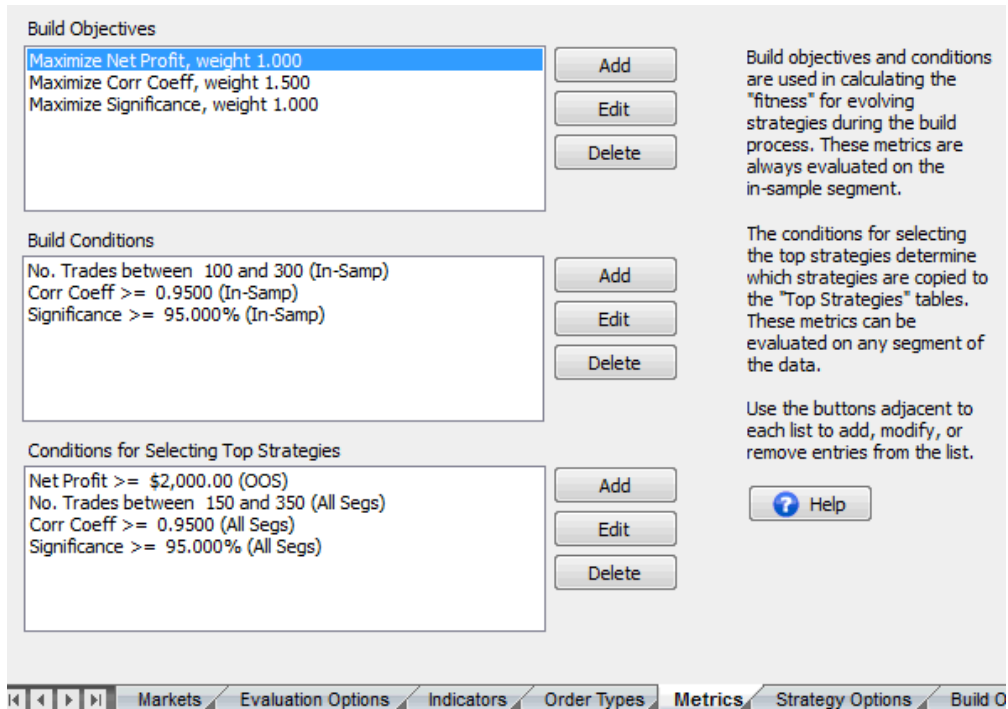 Build Objectives
Maximize Net Profit, weight 1.000
Maximize Corr Coeff, weight 1.500
Maximize Significance, weight 1.000
Add
Edit
Delete
Build Conditions
No. Trades between  100 and 300 (In-Samp)
Corr Coeff >=  0.9500 (In-Samp)
Significance >=  95.000% (In-Samp)
Add
Edit
Delete
Conditions for Selecting Top Strategies
Net Profit >=  $2,000.00 (OOS)
No. Trades between  150 and 350 (All Segs)
Corr Coeff >=  0.9500 (All Segs)
Significance >=  95.000% (All Segs)
Add
Edit
Delete
Build objectives and conditions
are used in calculating the
"fitness" for evolving
strategies during the build
process. These metrics are
always evaluated on the
in-sample segment.
The conditions for selecting
the top strategies determine
which strategies are copied to
the "Top Strategies" tables.
These metrics can be
evaluated on any segment of
the data.
Use the buttons adjacent to
each list to add, modify, or
remove entries from the list.
? Help
Markets Evaluation Options Indicators Order Types Metrics Strategy Options Build O